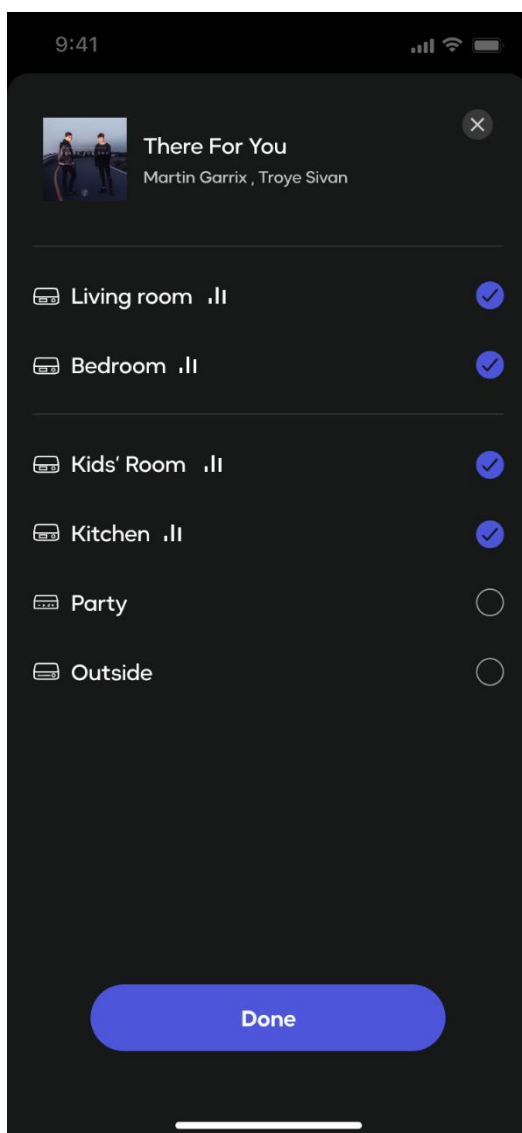 9:41
There For You
Martin Garrix , Troye Sivan
Living room
Bedroom
Kids' Room
Kitchen
Party
Outside
Done